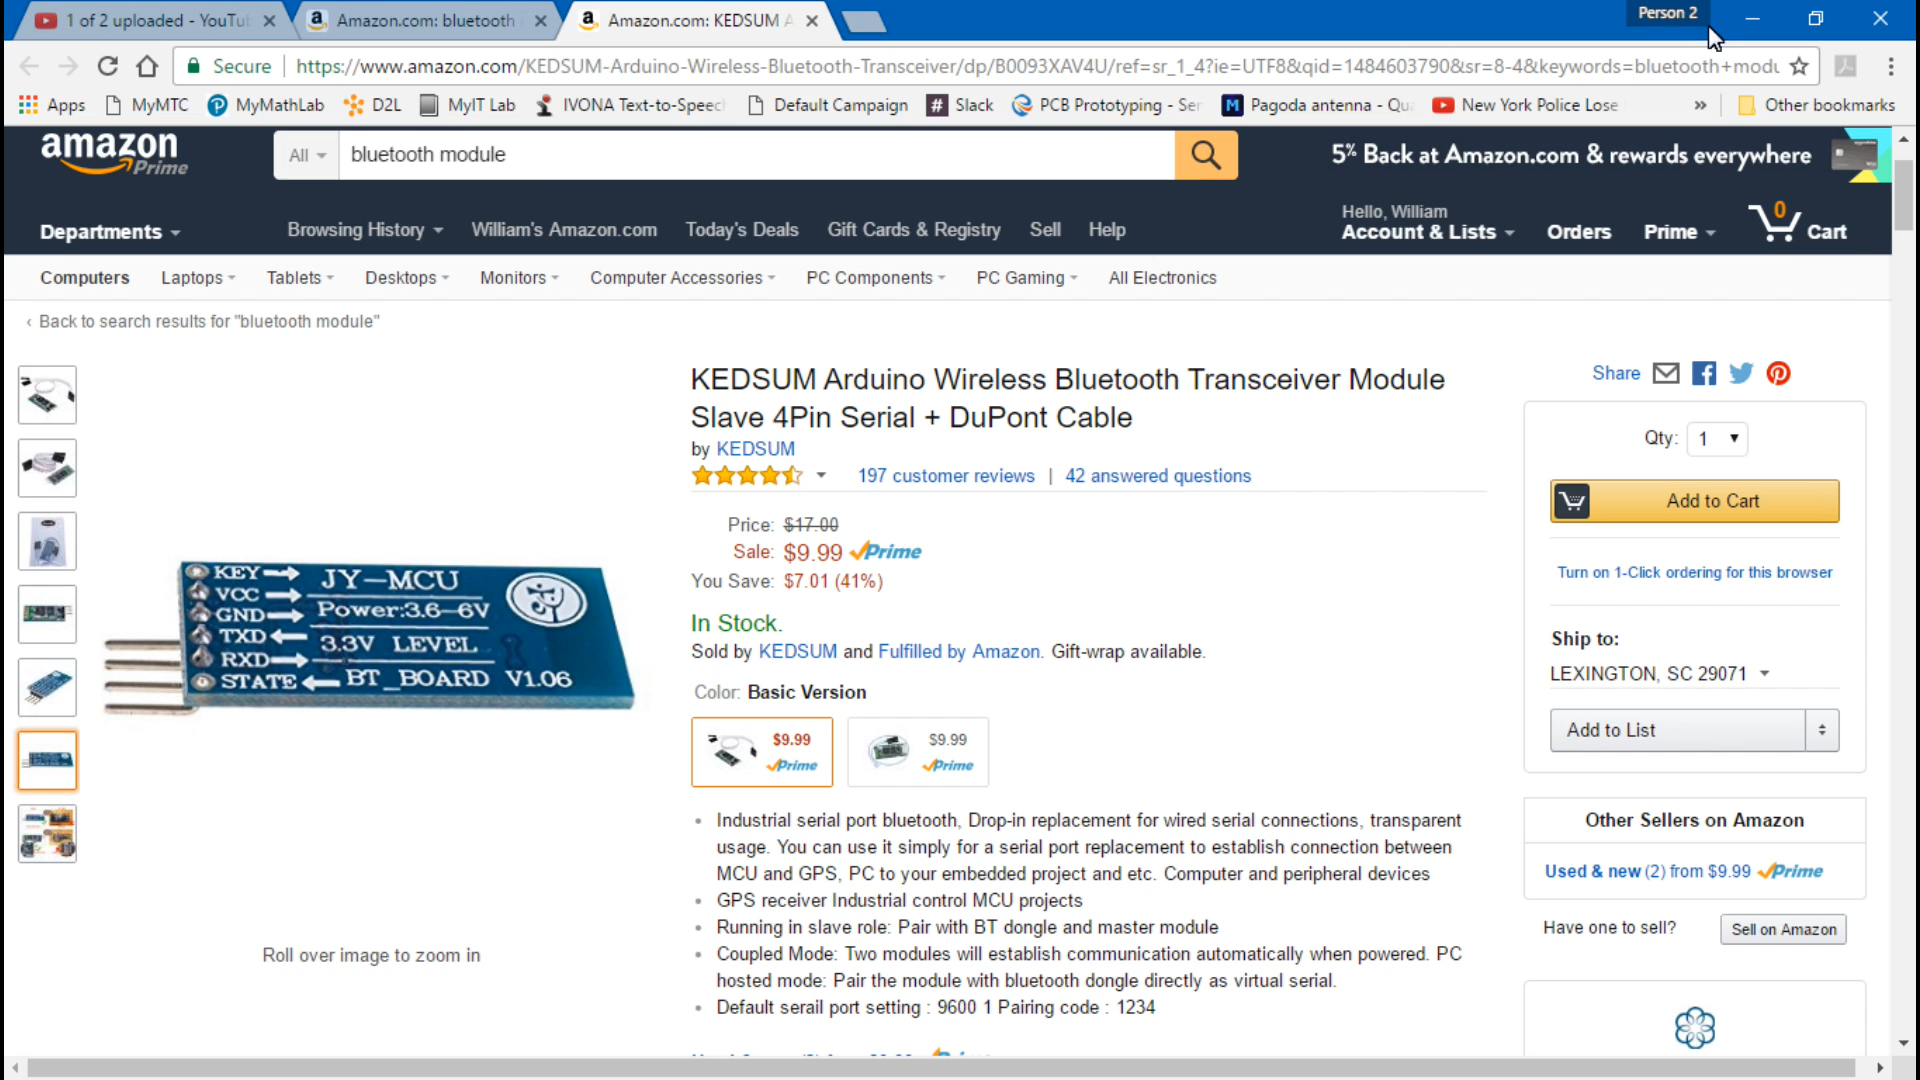 1 of 2 uploaded - YouTu
Amazon.com: bluetooth
Amazon.com: KEDSUM A
Person 2
Secure
https://www.amazon.com/KEDSUM-Arduino-Wireless-Bluetooth-Transceiver/dp/B0093XAV4U/ref=sr_1_4?ie=UTF8&qid=1484603790&sr=8-4&keywords=bluetooth+modu
Apps MyMTC MyMathLab D2L MyIT Lab IVONA Text-to-Speec Default Campaign # Slack PCB Prototyping - Ser M Pagoda antenna - Qua New York Police Lose » Other bookmarks
amazon Prime
All
bluetooth module
5% Back at Amazon.com & rewards everywhere
Departments
Browsing History William's Amazon.com Today's Deals Gift Cards & Registry Sell Help
Hello, William
Account & Lists Orders Prime 0 Cart
Computers Laptops Tablets Desktops Monitors Computer Accessories PC Components PC Gaming All Electronics
‹ Back to search results for "bluetooth module"
KEY JY-MCU
VCC Power:3.6-6V
GND
TXD 3.3V LEVEL
RXD
STATE BT_BOARD V1.06
Roll over image to zoom in
KEDSUM Arduino Wireless Bluetooth Transceiver Module
Slave 4Pin Serial + DuPont Cable
by KEDSUM
197 customer reviews | 42 answered questions
Price: $17.00
Sale: $9.99 Prime
You Save: $7.01 (41%)
In Stock.
Sold by KEDSUM and Fulfilled by Amazon. Gift-wrap available.
Color: Basic Version
$9.99
Prime
$9.99
Prime
• Industrial serial port bluetooth, Drop-in replacement for wired serial connections, transparent
usage. You can use it simply for a serial port replacement to establish connection between
MCU and GPS, PC to your embedded project and etc. Computer and peripheral devices
• GPS receiver Industrial control MCU projects
• Running in slave role: Pair with BT dongle and master module
• Coupled Mode: Two modules will establish communication automatically when powered. PC
hosted mode: Pair the module with bluetooth dongle directly as virtual serial.
• Default serail port setting : 9600 1 Pairing code : 1234
Share
Qty: 1
Add to Cart
Turn on 1-Click ordering for this browser
Ship to:
LEXINGTON, SC 29071
Add to List
Other Sellers on Amazon
Used & new (2) from $9.99 Prime
Have one to sell? Sell on Amazon